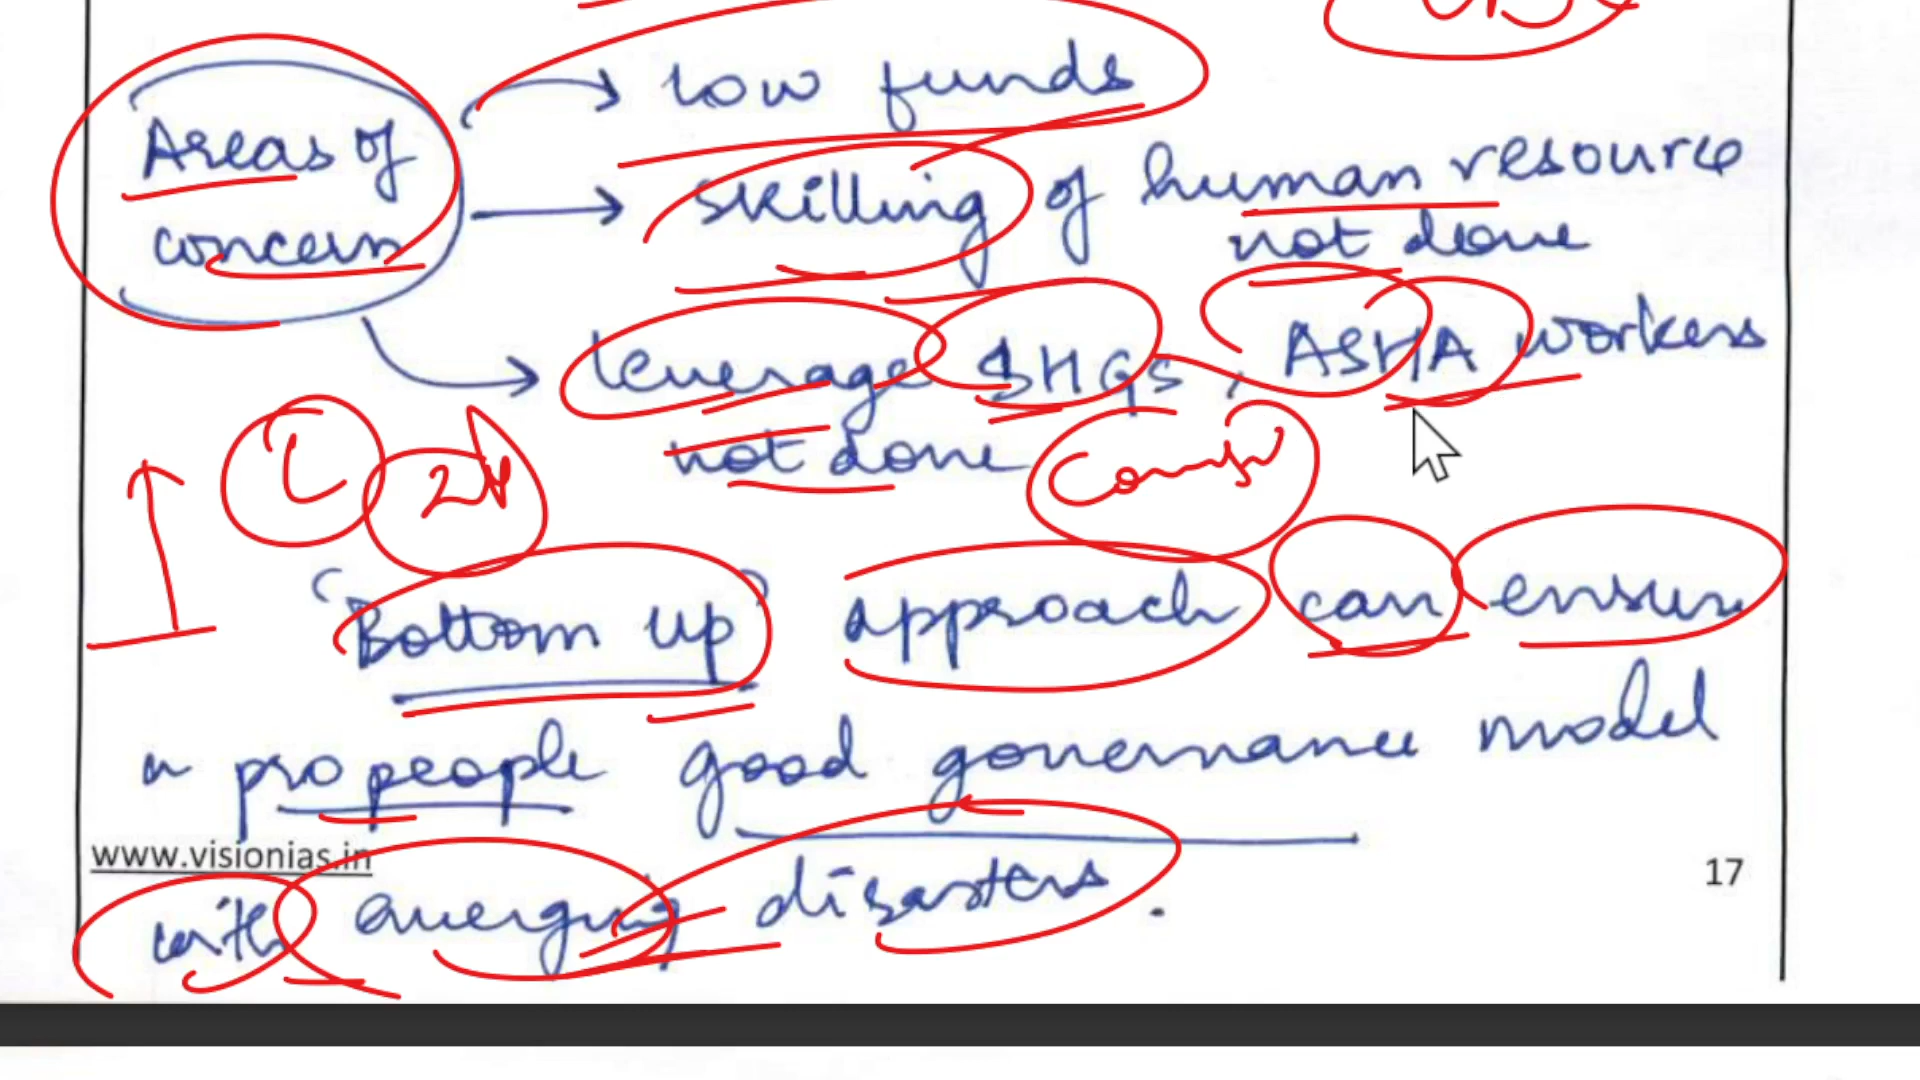 low funds
Areas of concern
skilling of human resource
not done
leverage SHGs, ASHA workers
not done
"Bottom up" approach can ensure
a pro people good governance model
www.visionias.in
17
with emerging disasters.